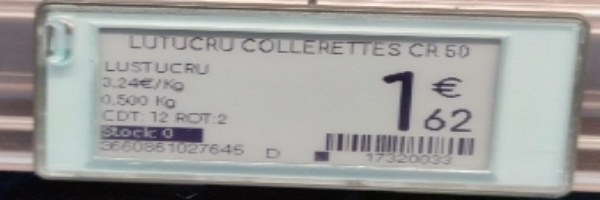 LUTUCRU COLLERETTES CR 50
LUSTUCRU
3.24€/Kg
0.500 Kg
CDT: 12 ROT:2
Stock: 0
1€62
3660861027645 D
17320033